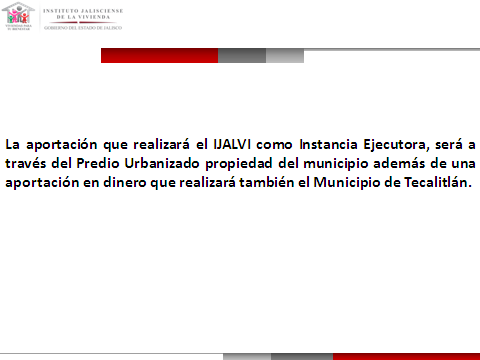 INSTITUTO JALISCIENSE
DE LA VIVIENDA
GOBIERNO DEL ESTADO DE JALISCO
La aportación que realizará el IJALVI como Instancia Ejecutora, será a
través del Predio Urbanizado propiedad del municipio además de una
aportación en dinero que realizará también el Municipio de Tecalitlán.